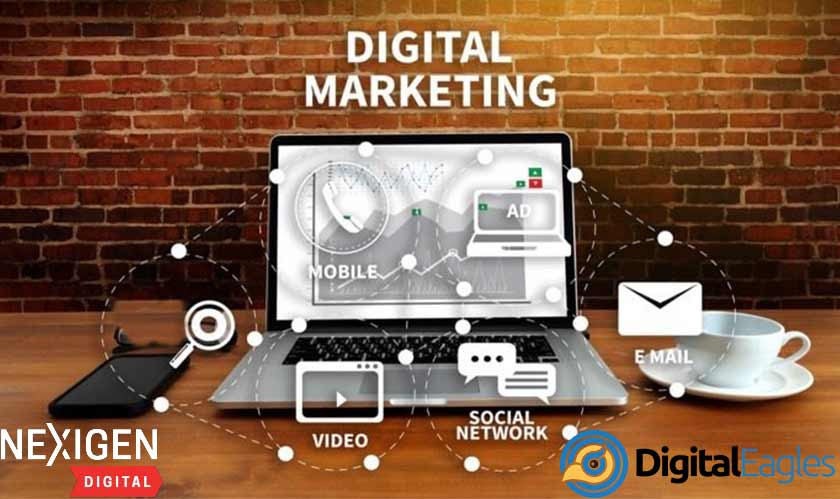 DIGITAL
MARKETING
AD
MOBILE
E MAIL
VIDEO
SOCIAL
NETWORK
NEXIGEN
DIGITAL
DigitalEagles